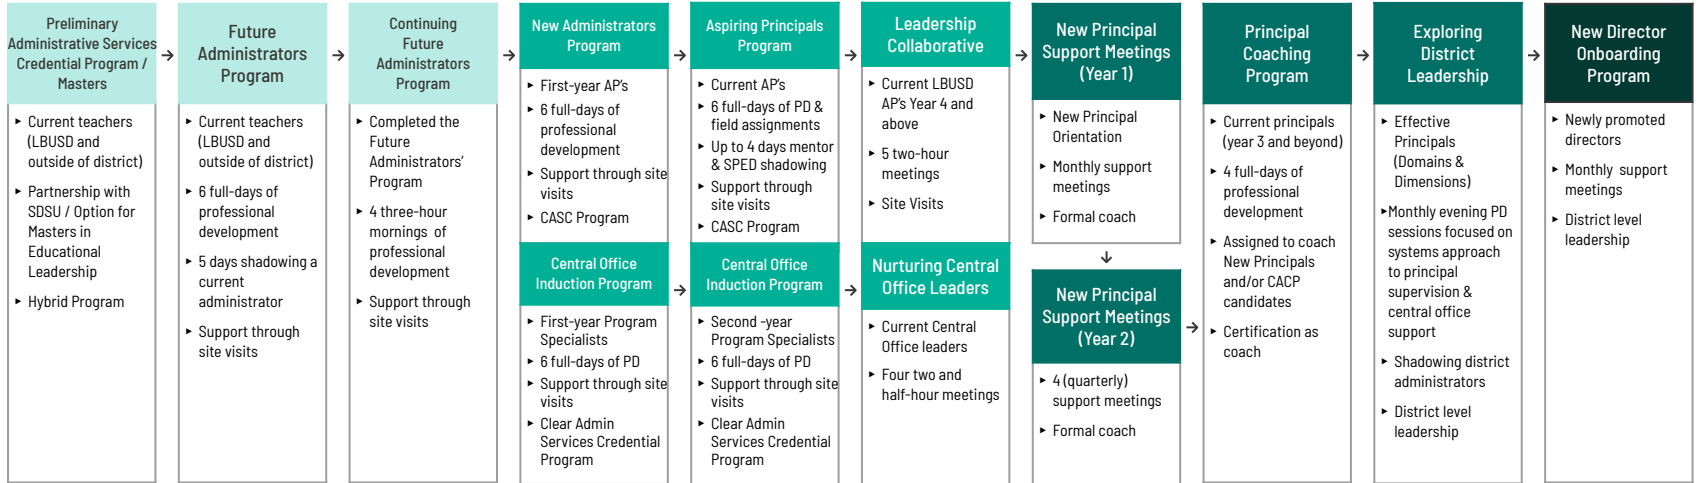 Preliminary
Administrative Services
Credential Program /
Masters
▸ Current teachers
(LBUSD and
outside of district)
▸ Partnership with
SDSU / Option for
Masters in
Educational
Leadership
▸ Hybrid Program
→
Future
Administrators
Program
▸ Current teachers
(LBUSD and
outside of district)
▸ 6 full-days of
professional
development
▸ 5 days shadowing a
current
administrator
▸ Support through
site visits
→
Continuing
Future
Administrators
Program
▸ Completed the
Future
Administrators’
Program
▸ 4 three-hour
mornings of
professional
development
▸ Support through
site visits
→
New Administrators
Program
▸ First-year AP's
▸ 6 full-days of
professional
development
▸ Support through site
visits
▸ CASC Program
Central Office
Induction Program
▸ First-year Program
Specialists
▸ 6 full-days of PD
▸ Support through site
visits
▸ Clear Admin
Services Credential
Program
→
→
Aspiring Principals
Program
▸ Current AP's
▸ 6 full-days of PD &
field assignments
▸ Up to 4 days mentor
& SPED shadowing
▸ Support through
site visits
▸ CASC Program
Central Office
Induction Program
▸ Second -year
Program Specialists
▸ 6 full-days of PD
▸ Support through site
visits
▸ Clear Admin
Services Credential
Program
→
→
Leadership
Collaborative
▸ Current LBUSD
AP's Year 4 and
above
▸ 5 two-hour
meetings
▸ Site Visits
Nurturing Central
Office Leaders
▸ Current Central
Office leaders
▸ Four two and
half-hour meetings
→
New Principal
Support Meetings
(Year 1)
▸ New Principal
Orientation
▸ Monthly support
meetings
▸ Formal coach
↓
New Principal
Support Meetings
(Year 2)
▸ 4 (quarterly)
support meetings
▸ Formal coach
→
Principal
Coaching
Program
▸ Current principals
(year 3 and beyond)
▸ 4 full-days of
professional
development
▸ Assigned to coach
New Principals
and/or CACP
candidates
▸ Certification as
coach
→
Exploring
District
Leadership
▸ Effective
Principals
(Domains &
Dimensions)
▸Monthly evening PD
sessions focused on
systems approach
to principal
supervision &
central office
support
▸ Shadowing district
administrators
▸ District level
leadership
→
New Director
Onboarding
Program
▸ Newly promoted
directors
▸ Monthly support
meetings
▸ District level
leadership